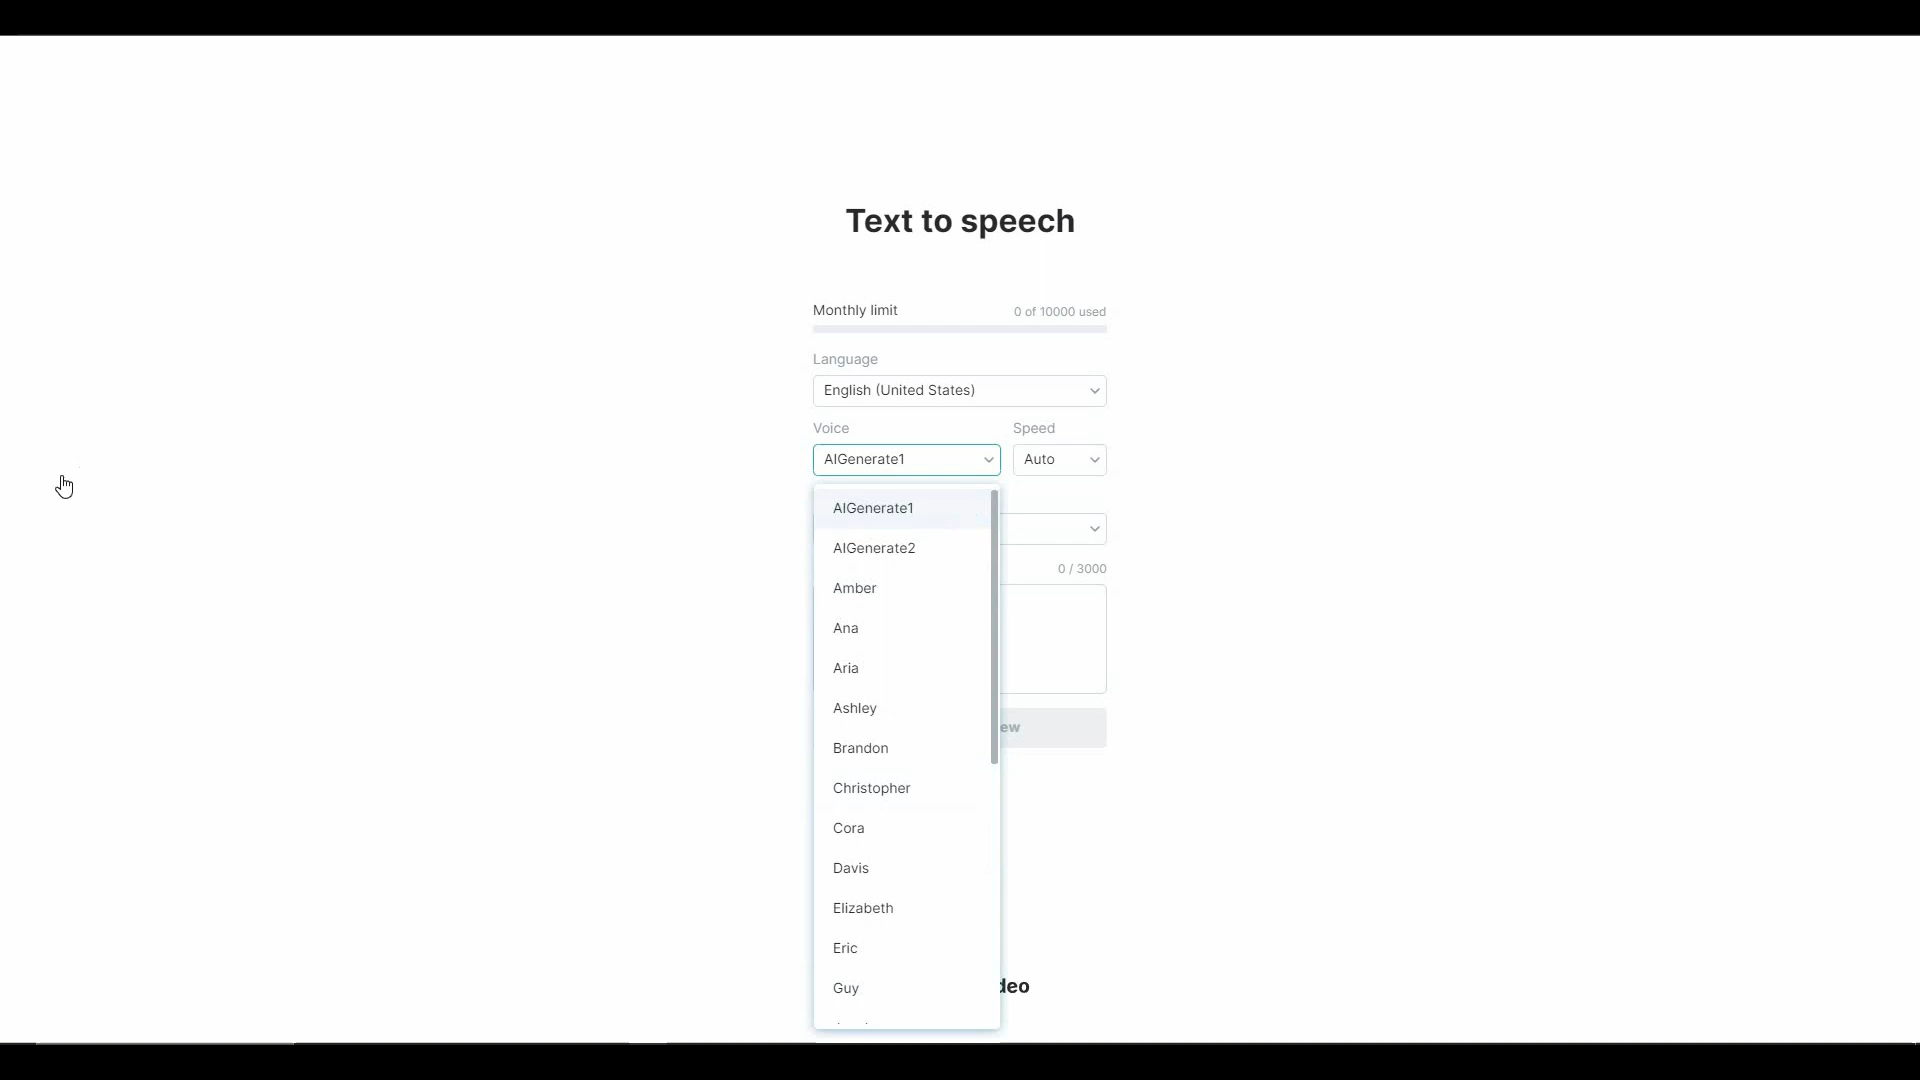 Text to speech
Monthly limit
0 of 10000 used
Language
English (United States)
Voice
Speed
AIGenerate1
Auto
AIGenerate1
AIGenerate2
0 / 3000
Amber
Ana
Aria
Ashley
ew
Brandon
Christopher
Cora
Davis
Elizabeth
Eric
Guy
deo